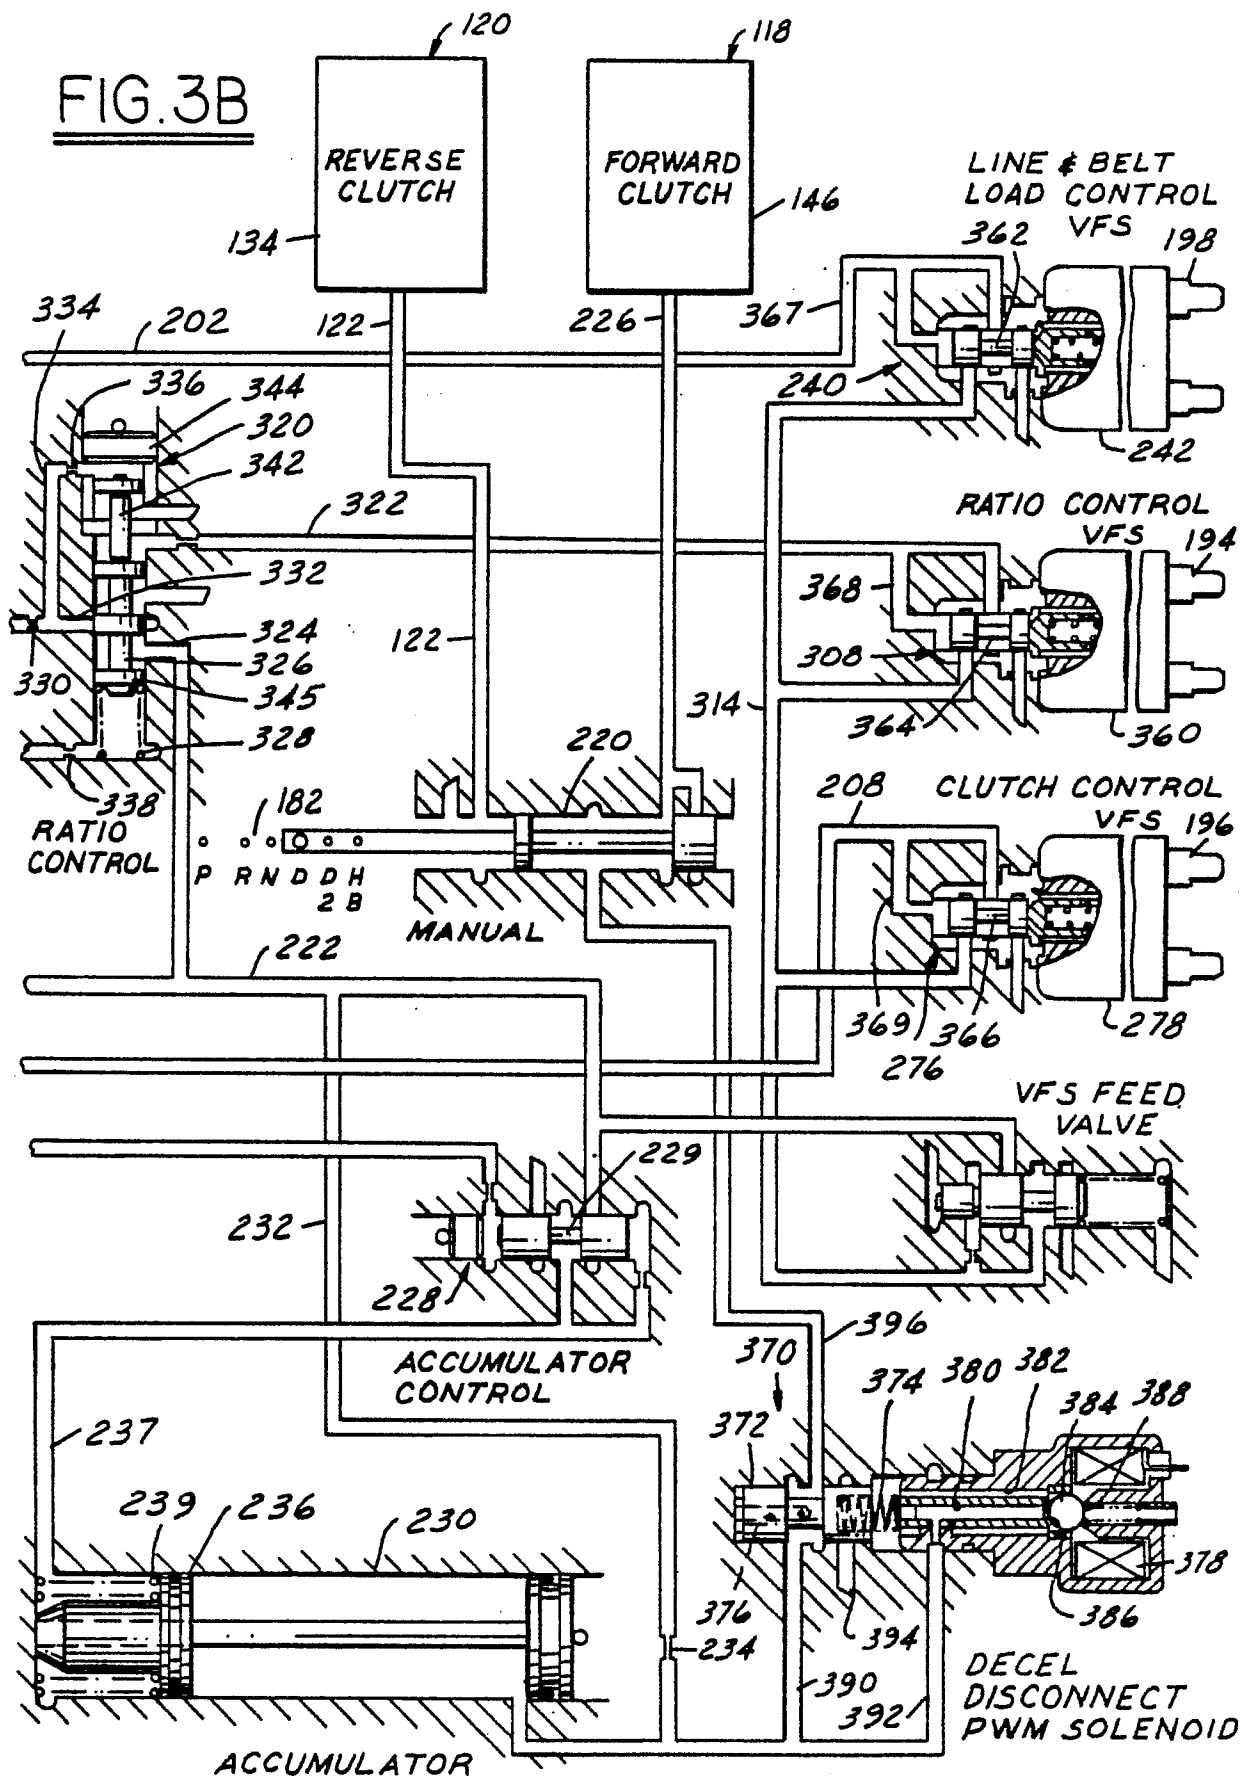 120
118
FIG. 3B
REVERSE
CLUTCH
FORWARD
CLUTCH
LINE & BELT
LOAD CONTROL
VFS
134
146
362
198
334
202
122
226
367
336
344
320
342
240
242
322
RATIO CONTROL
VFS
194
332
368
324
122
326
308
330
345
314
364
360
328
220
338
182
208
CLUTCH CONTROL
VFS
196
RATIO
CONTROL
P R N D D H
2 B
MANUAL
222
369
366
278
276
VFS FEED
VALVE
229
232
228
396
ACCUMULATOR
CONTROL
370
374
380
382
384
388
237
372
239
236
230
376
394
378
386
234
390
392
DECEL
DISCONNECT
PWM SOLENOID
ACCUMULATOR